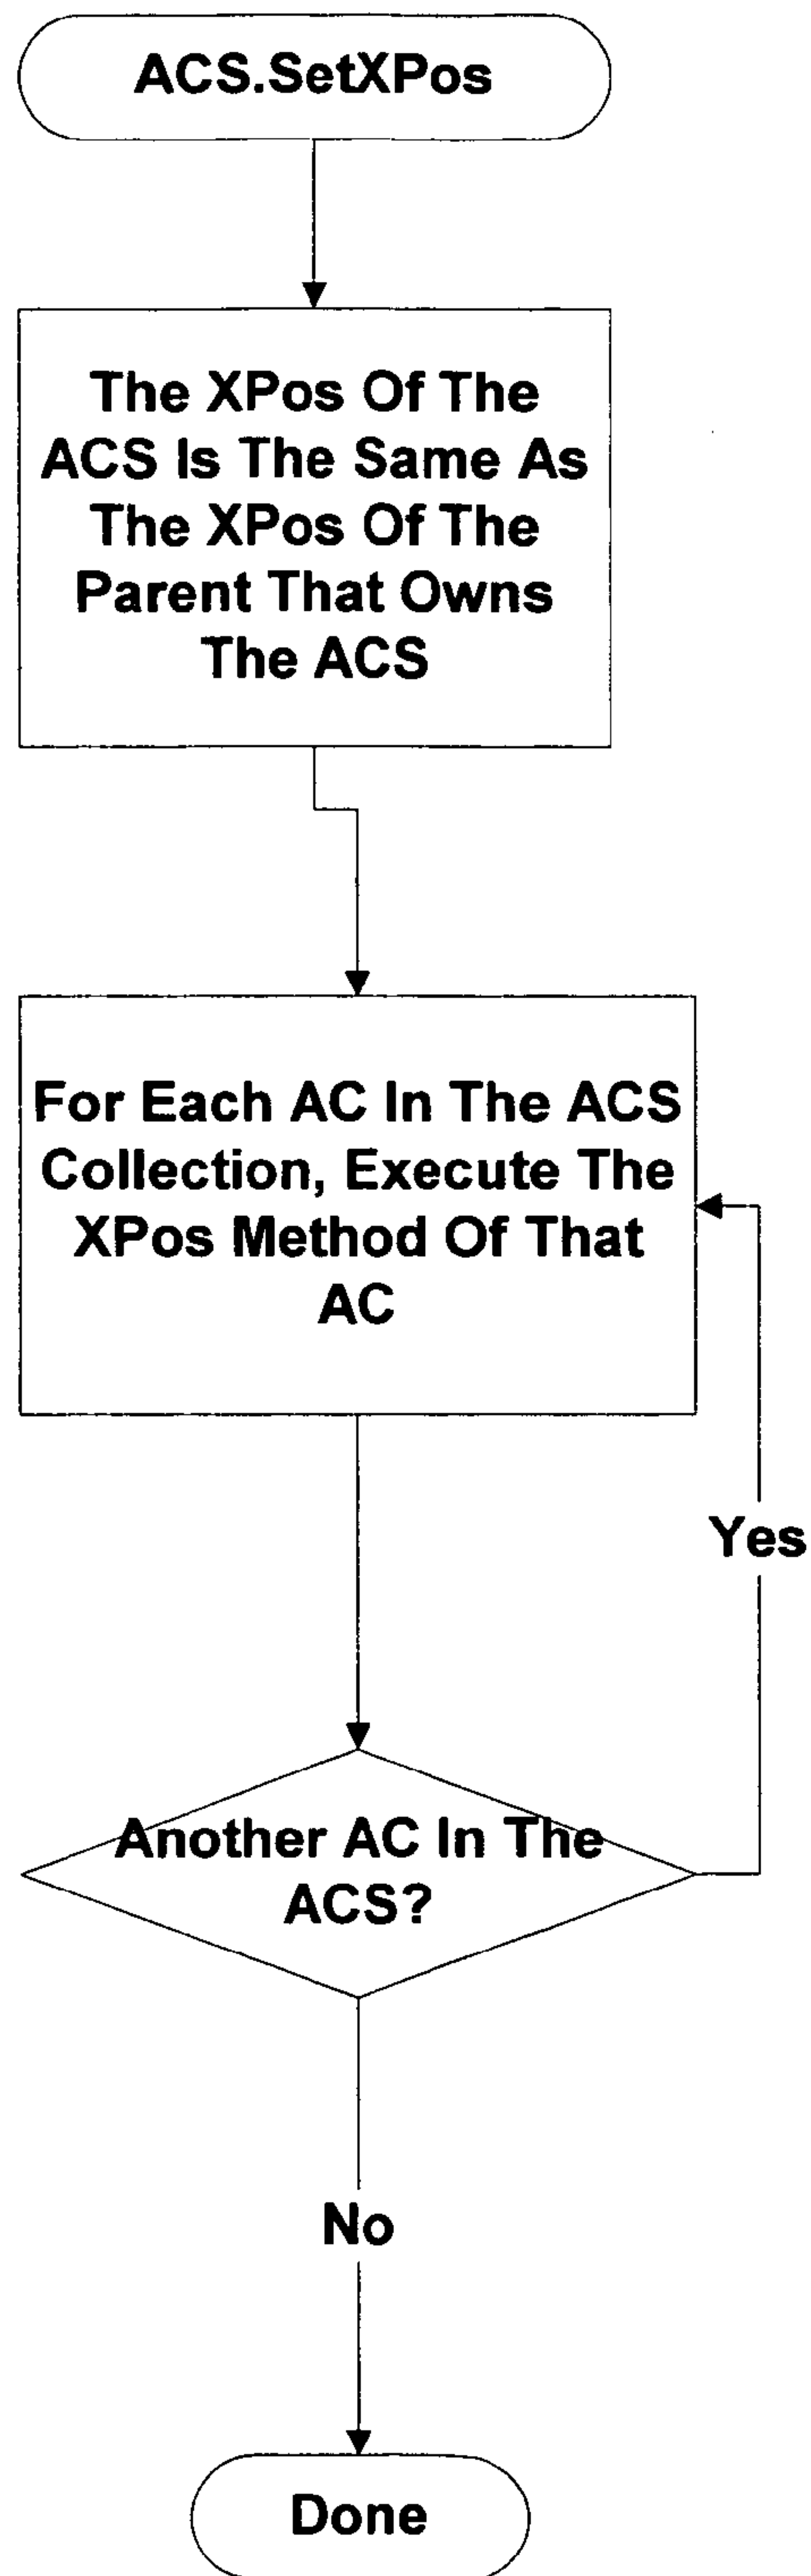 ACS.SetXPos
The XPos Of The
ACS Is The Same As
The XPos Of The
Parent That Owns
The ACS
For Each AC In The ACS
Collection, Execute The
XPos Method Of That
AC
Yes
Another AC In The
ACS?
No
Done